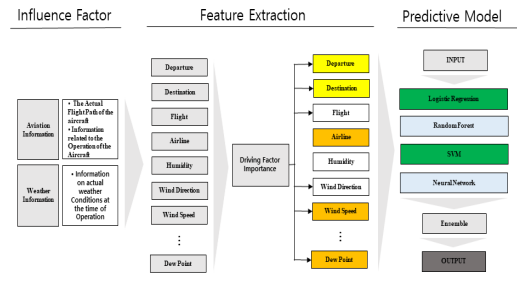 Influence Factor
Feature Extraction
Predictive Model
Aviation
Information
• The Actual
Flight Path of the
aircraft
• Information
related to the
Operation of the
Aircraft
Weather
Information
• Information
on actual
weather
Conditions at
the time of
Operation
Departure
Destination
Flight
Airline
Humidity
Wind Direction
Wind Speed
⋮
Dew Point
Driving Factor
Importance
Departure
Destination
Flight
Airline
Humidity
Wind Direction
Wind Speed
⋮
Dew Point
INPUT
Logistic Regression
Random Forest
SVM
Neural Network
Ensemble
OUTPUT